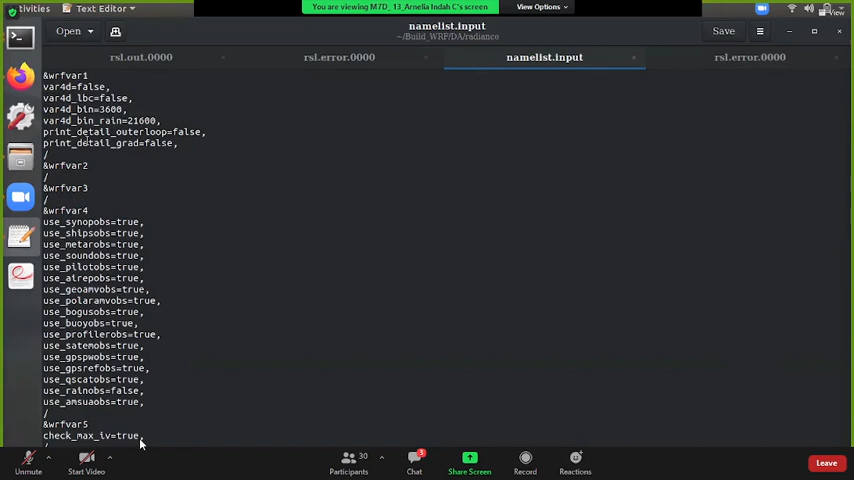 You are viewing M7D_ 13_Arnelia Indah C's screen
View Options
tivities
Text Editor
View
Open
namelist.input
~/Build_WRF/DA/radiance
Save
rsl.out.0000
rsl.error.0000
namelist.input
rsl.error.0000
&wrfvar1
var4d=false,
var4d_lbc=false,
var4d_bin=3600,
var4d_bin_rain=21600,
print_detail_outerloop=false,
print_detail_grad=false,
/
&wrfvar2
/
&wrfvar3
/
&wrfvar4
use_synopobs=true,
use_shipsobs=true,
use_metarobs=true,
use_soundobs=true,
use_pilotobs=true,
use_airepobs=true,
use_geoamvobs=true,
use_polaramvobs=true,
use_bogusobs=true,
use_buoyobs=true,
use_profilerobs=true,
use_satemobs=true,
use_gpspwobs=true,
use_gpsrefobs=true,
use_qscatobs=true,
use_rainobs=false,
use_amsuaobs=true,
/
&wrfvar5
check_max_iv=true,
/
30
3
Unmute
Start Video
Participants
Chat
Share Screen
Record
Reactions
Leave